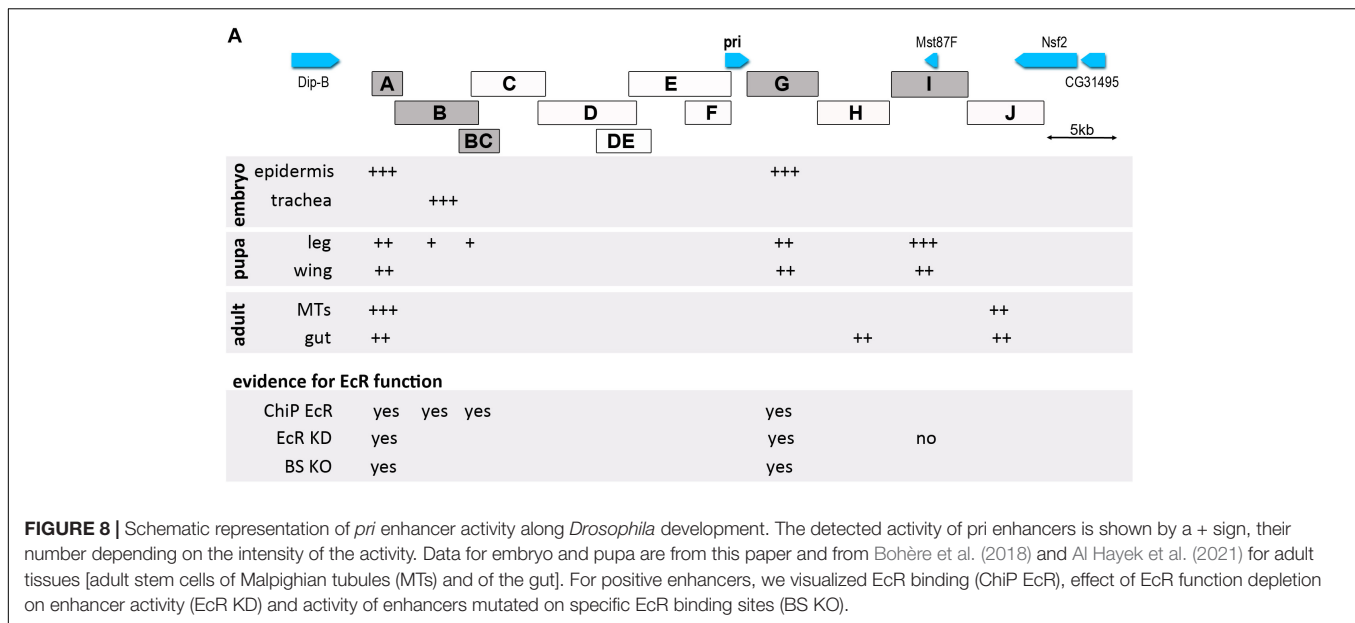 A
pri
Mst87F
Nsf2
Dip-B
CG31495
A C E G I
B D F H J
BC DE
5kb
embryo
epidermis +++ +++
trachea +++
pupa
leg ++ + + ++ +++
wing ++ ++ ++
adult
MTs +++ ++
gut ++ ++ ++
evidence for EcR function
ChiP EcR yes yes yes yes
EcR KD yes yes no
BS KO yes yes
FIGURE 8 | Schematic representation of pri enhancer activity along Drosophila development. The detected activity of pri enhancers is shown by a + sign, their
number depending on the intensity of the activity. Data for embryo and pupa are from this paper and from Bohère et al. (2018) and Al Hayek et al. (2021) for adult
tissues [adult stem cells of Malpighian tubules (MTs) and of the gut]. For positive enhancers, we visualized EcR binding (ChiP EcR), effect of EcR function depletion
on enhancer activity (EcR KD) and activity of enhancers mutated on specific EcR binding sites (BS KO).